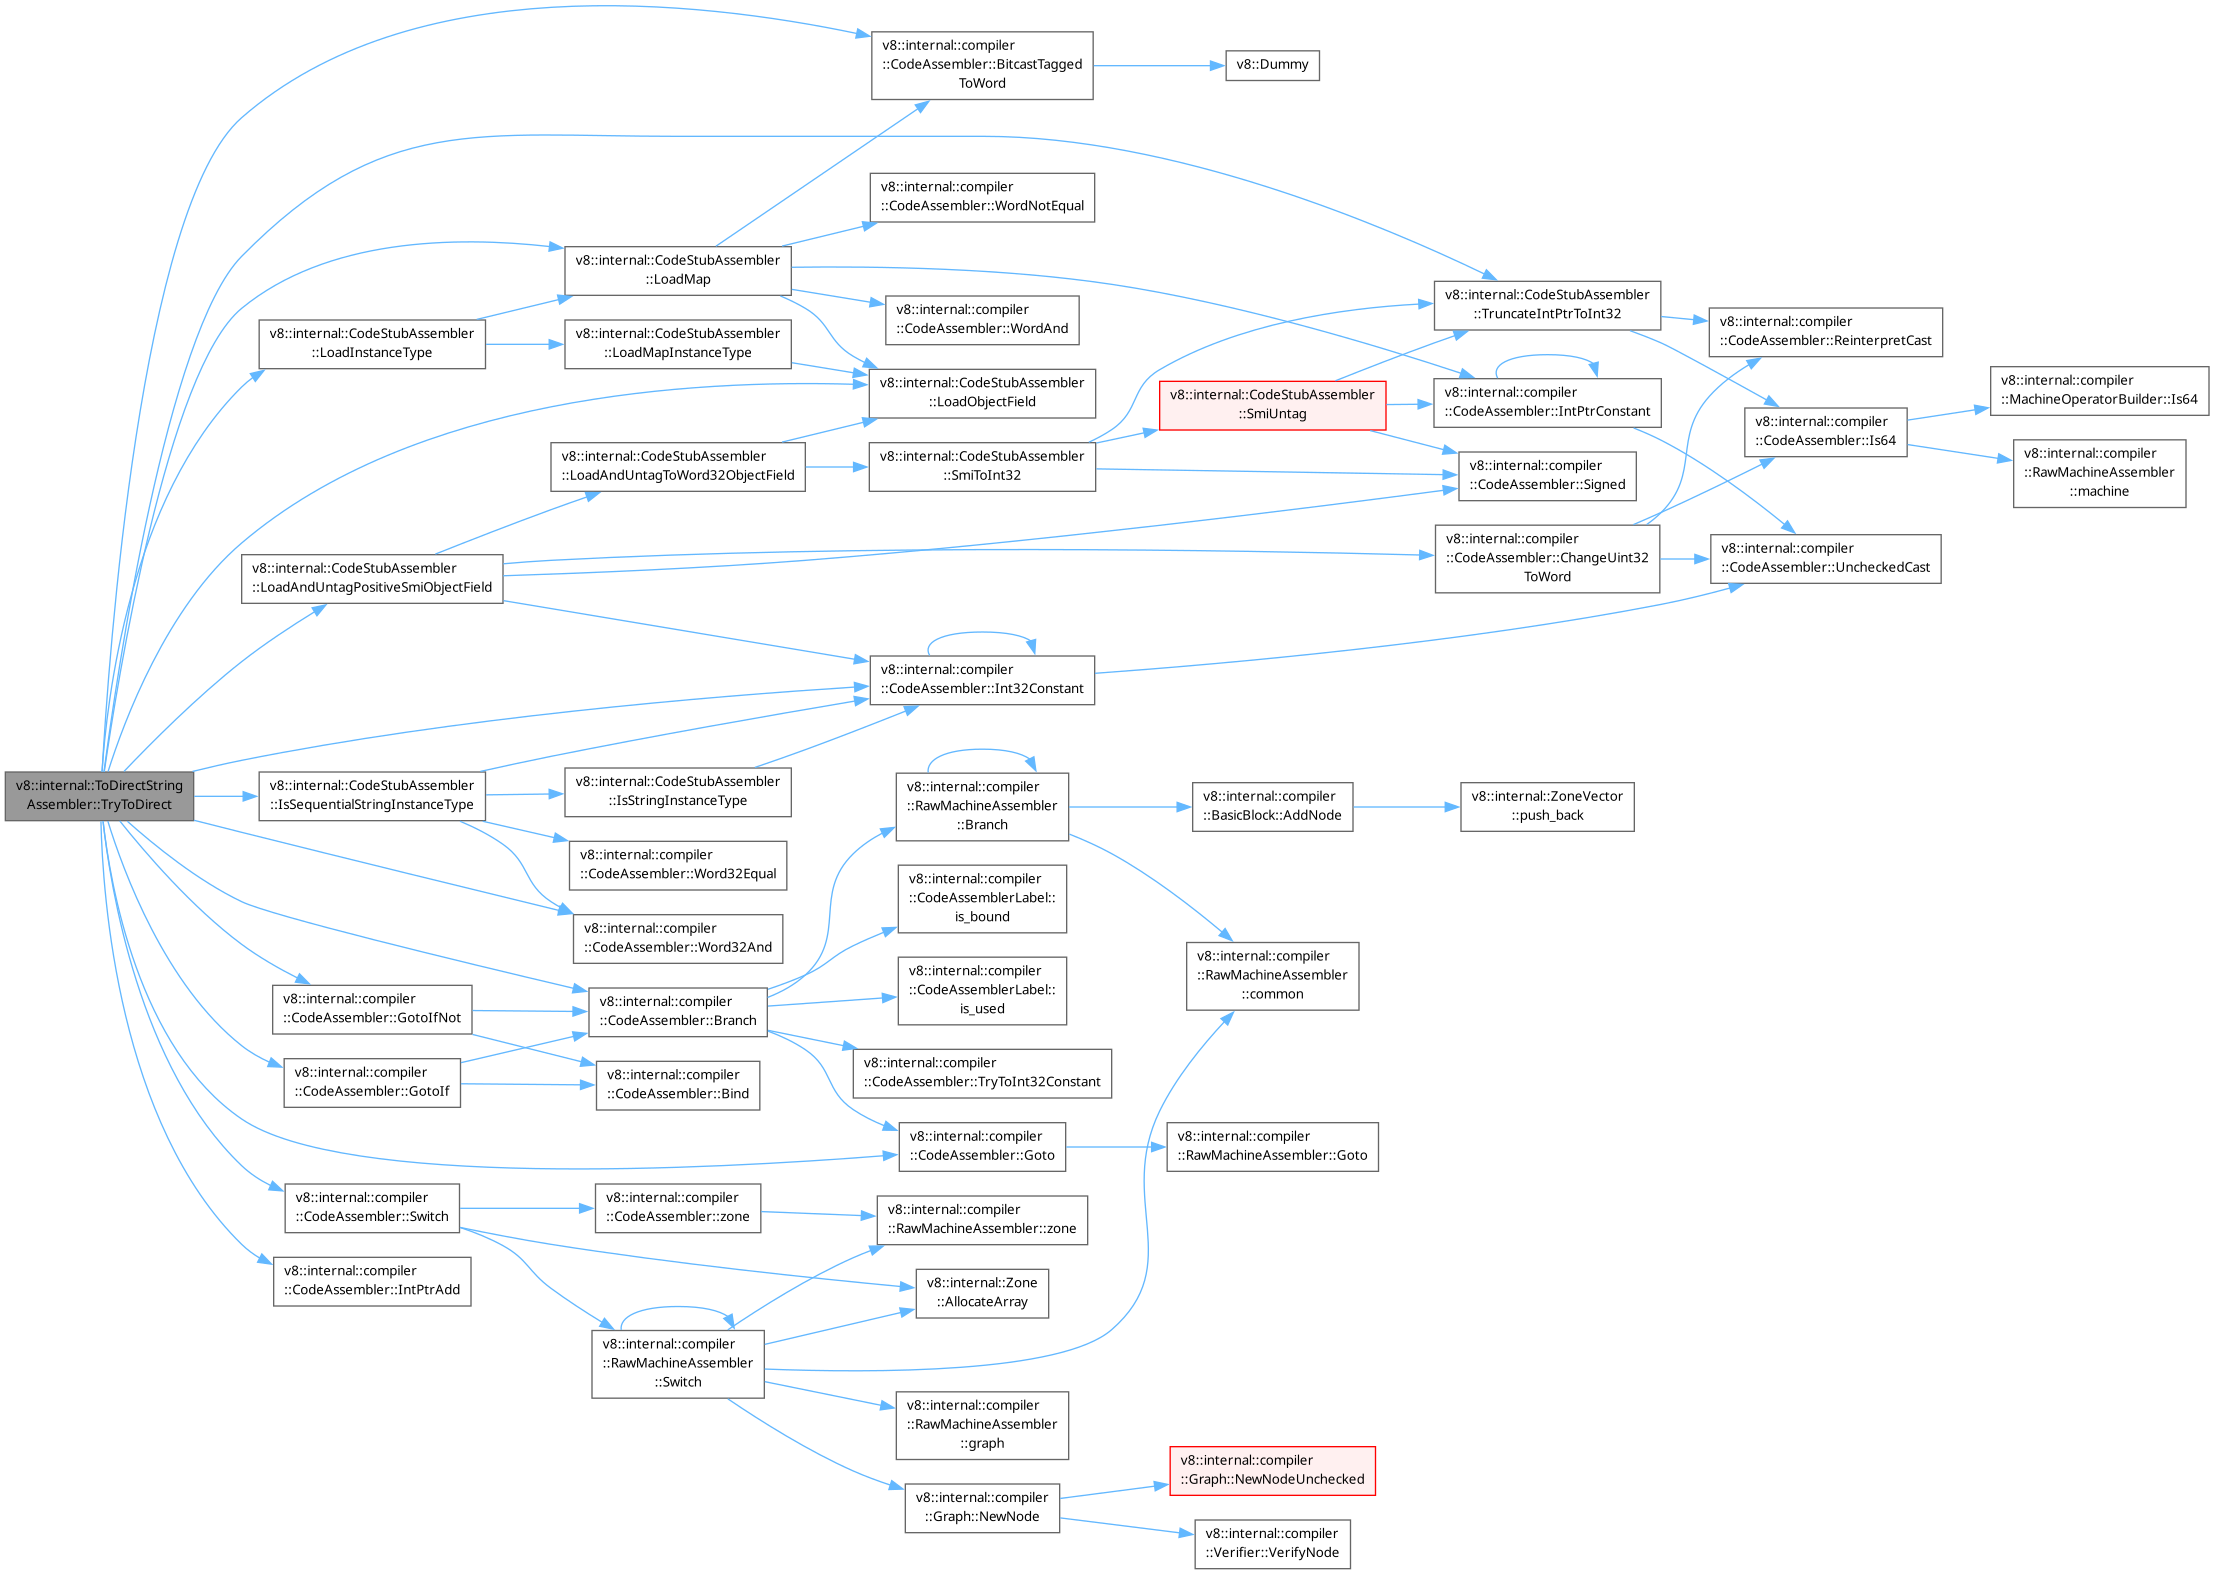 v8::internal::ToDirectString
Assembler::TryToDirect
v8::internal::compiler
::CodeAssembler::BitcastTagged
ToWord
v8::Dummy
v8::internal::compiler
::CodeAssembler::WordNotEqual
v8::internal::CodeStubAssembler
::LoadMap
v8::internal::compiler
::CodeAssembler::WordAnd
v8::internal::CodeStubAssembler
::LoadInstanceType
v8::internal::CodeStubAssembler
::LoadMapInstanceType
v8::internal::CodeStubAssembler
::LoadObjectField
v8::internal::CodeStubAssembler
::TruncateIntPtrToInt32
v8::internal::compiler
::CodeAssembler::ReinterpretCast
v8::internal::CodeStubAssembler
::SmiUntag
v8::internal::compiler
::CodeAssembler::IntPtrConstant
v8::internal::compiler
::CodeAssembler::Is64
v8::internal::compiler
::MachineOperatorBuilder::Is64
v8::internal::compiler
::RawMachineAssembler
::machine
v8::internal::CodeStubAssembler
::LoadAndUntagToWord32ObjectField
v8::internal::CodeStubAssembler
::SmiToInt32
v8::internal::compiler
::CodeAssembler::Signed
v8::internal::CodeStubAssembler
::LoadAndUntagPositiveSmiObjectField
v8::internal::compiler
::CodeAssembler::ChangeUint32
ToWord
v8::internal::compiler
::CodeAssembler::UncheckedCast
v8::internal::compiler
::CodeAssembler::Int32Constant
v8::internal::CodeStubAssembler
::IsSequentialStringInstanceType
v8::internal::CodeStubAssembler
::IsStringInstanceType
v8::internal::compiler
::RawMachineAssembler
::Branch
v8::internal::compiler
::BasicBlock::AddNode
v8::internal::ZoneVector
::push_back
v8::internal::compiler
::CodeAssembler::Word32Equal
v8::internal::compiler
::CodeAssemblerLabel::
is_bound
v8::internal::compiler
::CodeAssembler::Word32And
v8::internal::compiler
::RawMachineAssembler
::common
v8::internal::compiler
::CodeAssemblerLabel::
is_used
v8::internal::compiler
::CodeAssembler::GotoIfNot
v8::internal::compiler
::CodeAssembler::Branch
v8::internal::compiler
::CodeAssembler::TryToInt32Constant
v8::internal::compiler
::CodeAssembler::GotoIf
v8::internal::compiler
::CodeAssembler::Bind
v8::internal::compiler
::CodeAssembler::Goto
v8::internal::compiler
::RawMachineAssembler::Goto
v8::internal::compiler
::CodeAssembler::Switch
v8::internal::compiler
::CodeAssembler::zone
v8::internal::compiler
::RawMachineAssembler::zone
v8::internal::compiler
::CodeAssembler::IntPtrAdd
v8::internal::Zone
::AllocateArray
v8::internal::compiler
::RawMachineAssembler
::Switch
v8::internal::compiler
::RawMachineAssembler
::graph
v8::internal::compiler
::Graph::NewNode
v8::internal::compiler
::Graph::NewNodeUnchecked
v8::internal::compiler
::Verifier::VerifyNode